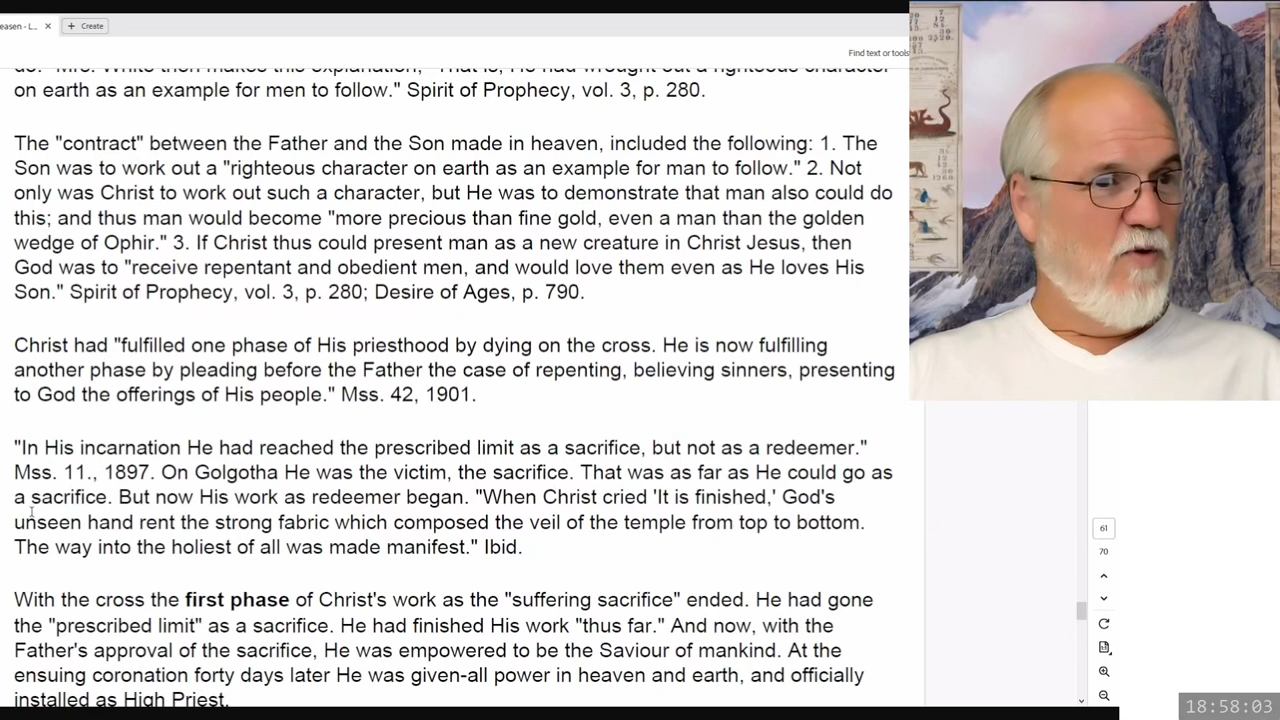 easen - L...
Create
Find text or tools
on earth as an example for men to follow." Spirit of Prophecy, vol. 3, p. 280.
The "contract" between the Father and the Son made in heaven, included the following: 1. The
Son was to work out a"righteous character on earth as an example for man to follow." 2. Not
only was Christ to work out such a character, but He was to demonstrate that man also could do
this; and thus man would become "more precious than fine gold, even a man than the golden
wedge of Ophir." 3. If Christ thus could present man as a new creature in Christ Jesus, then
God was to "receive repentant and obedient men, and would love them even as He loves His
Son." Spirit of Prophecy, vol. 3, p. 280; Desire of Ages, p. 790.
Christ had "fulfilled one phase of His priesthood by dying on the cross. He is now fulfilling
another phase by pleading before the Father the case of repenting, believing sinners, presenting
to God the offerings of His people." Mss. 42, 1901.
"In His incarnation He had reached the prescribed limit as a sacrifice, but not as a redeemer."
Mss. 11., 1897. On Golgotha He was the victim, the sacrifice. That was as far as He could go as
a sacrifice. But now His work as redeemer began. "When Christ cried 'It is finished,' God's
unseen hand rent the strong fabric which composed the veil of the temple from top to bottom.
The way into the holiest of all was made manifest." Ibid.
With the cross the first phase of Christ's work as the "suffering sacrifice" ended. He had gone
the "prescribed limit" as a sacrifice. He had finished His work "thus far." And now, with the
Father's approval of the sacrifice, He was empowered to be the Saviour of mankind. At the
ensuing coronation forty days later He was given-all power in heaven and earth, and officially
installed as High Priest.
61
70
18:58:03